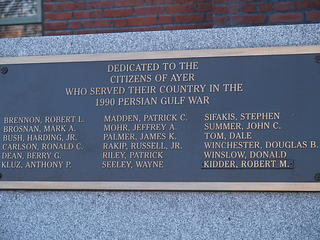 DEDICATED TO THE
CITIZENS OF AYER
WHO SERVED THEIR COUNTRY IN THE
1990 PERSIAN GULF WAR
BRENNON, ROBERT L.
BROSNAN, MARK A.
BUSH, HARDING, JR.
CARLSON, RONALD C.
DEAN, BERRY G.
KLUZ, ANTHONY P.
MADDEN, PATRICK C.
MOHR, JEFFREY A.
PALMER, JAMES K.
RAKIP, RUSSELL, JR.
RILEY, PATRICK
SEELEY, WAYNE
SIFAKIS, STEPHEN
SUMMER, JOHN C.
TOM, DALE
WINCHESTER, DOUGLAS B.
WINSLOW, DONALD
KIDDER, ROBERT M.